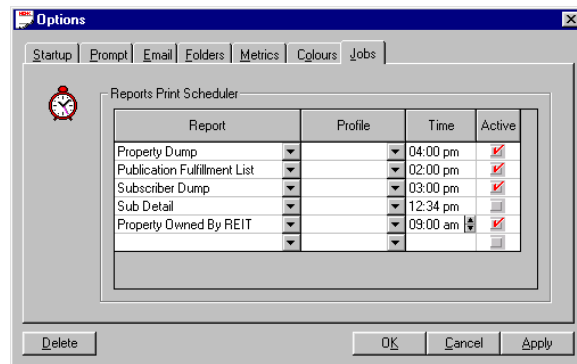 Options
Startup Prompt Email Folders Metrics Colours Jobs
Reports Print Scheduler
Report Profile Time Active
Property Dump 04:00 pm
Publication Fulfillment List 02:00 pm
Subscriber Dump 03:00 pm
Sub Detail 12:34 pm
Property Owned By REIT 09:00 am
Delete OK Cancel Apply